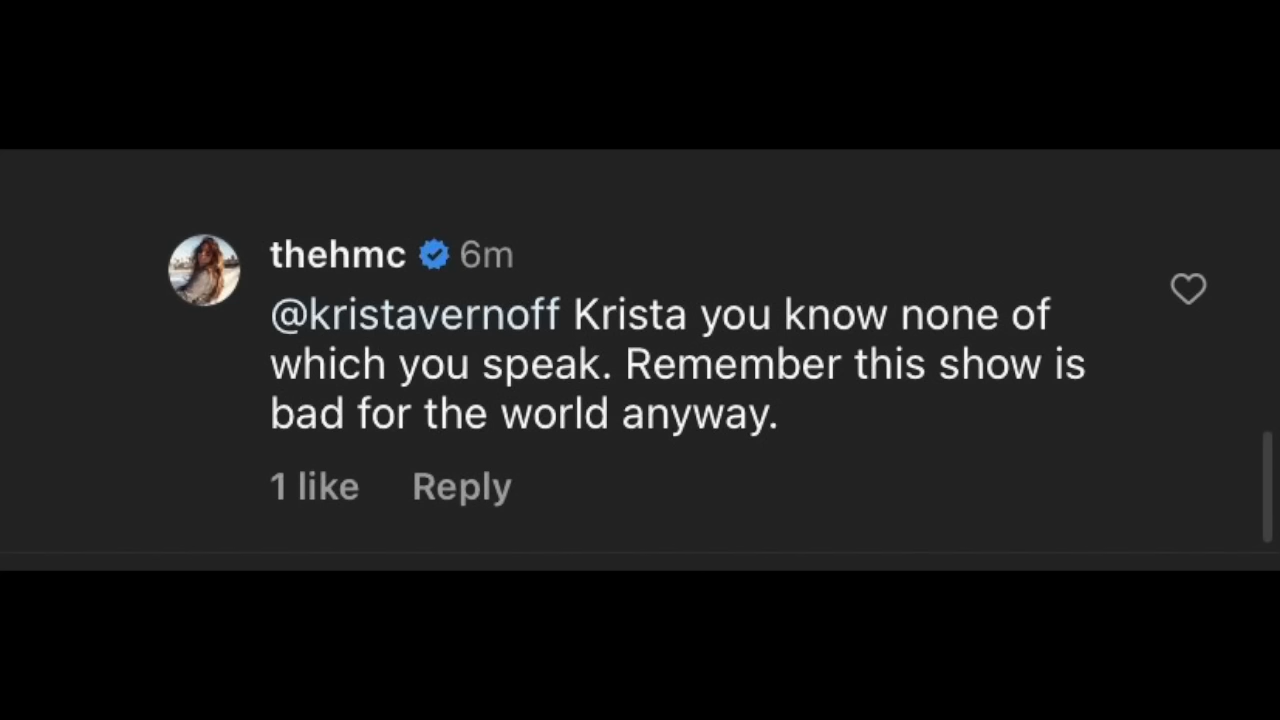 thehmc 6m
@kristavernoff Krista you know none of
which you speak. Remember this show is
bad for the world anyway.
1 like Reply